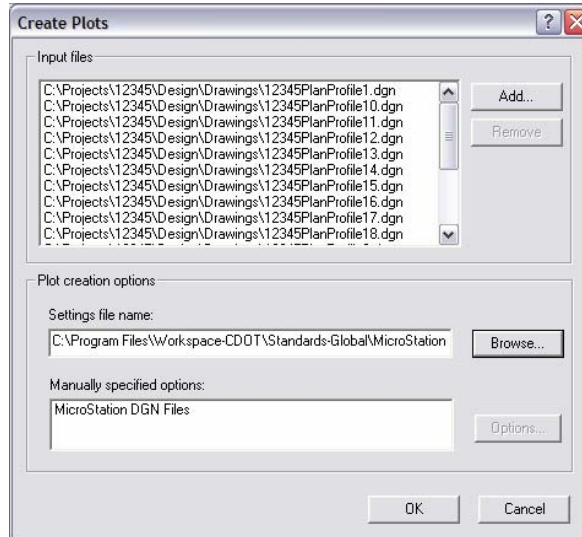 Create Plots
?
Input files
C:\Projects\12345\Design\Drawings\12345PlanProfile1.dgn
C:\Projects\12345\Design\Drawings\12345PlanProfile10.dgn
C:\Projects\12345\Design\Drawings\12345PlanProfile11.dgn
C:\Projects\12345\Design\Drawings\12345PlanProfile12.dgn
C:\Projects\12345\Design\Drawings\12345PlanProfile13.dgn
C:\Projects\12345\Design\Drawings\12345PlanProfile14.dgn
C:\Projects\12345\Design\Drawings\12345PlanProfile15.dgn
C:\Projects\12345\Design\Drawings\12345PlanProfile16.dgn
C:\Projects\12345\Design\Drawings\12345PlanProfile17.dgn
C:\Projects\12345\Design\Drawings\12345PlanProfile18.dgn
Add...
Remove
Plot creation options
Settings file name:
C:\Program Files\Workspace-CDOT\Standards-Global\MicroStation
Browse...
Manually specified options:
MicroStation DGN Files
Options...
OK
Cancel